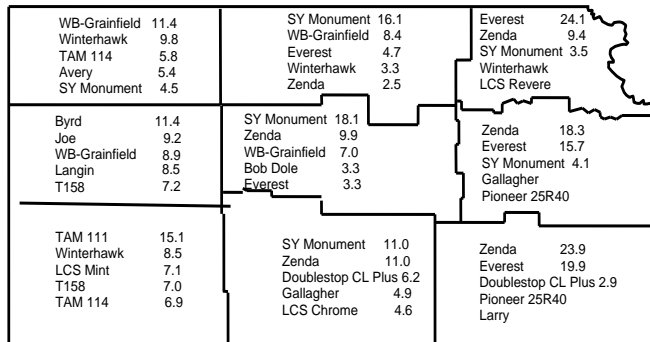 WB-Grainfield 11.4
Winterhawk 9.8
TAM 114 5.8
Avery 5.4
SY Monument 4.5
SY Monument 16.1
WB-Grainfield 8.4
Everest 4.7
Winterhawk 3.3
Zenda 2.5
Everest 24.1
Zenda 9.4
SY Monument 3.5
Winterhawk
LCS Revere
Byrd 11.4
Joe 9.2
WB-Grainfield 8.9
Langin 8.5
T158 7.2
SY Monument 18.1
Zenda 9.9
WB-Grainfield 7.0
Bob Dole 3.3
Everest 3.3
Zenda 18.3
Everest 15.7
SY Monument 4.1
Gallagher
Pioneer 25R40
TAM 111 15.1
Winterhawk 8.5
LCS Mint 7.1
T158 7.0
TAM 114 6.9
SY Monument 11.0
Zenda 11.0
Doublestop CL Plus 6.2
Gallagher 4.9
LCS Chrome 4.6
Zenda 23.9
Everest 19.9
Doublestop CL Plus 2.9
Pioneer 25R40
Larry